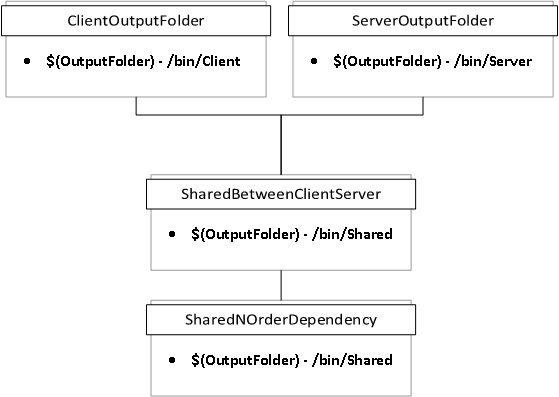 ClientOutputFolder
• $(OutputFolder) - /bin/Client
ServerOutputFolder
• $(OutputFolder) - /bin/Server
SharedBetweenClientServer
• $(OutputFolder) - /bin/Shared
SharedNOrderDependency
• $(OutputFolder) - /bin/Shared